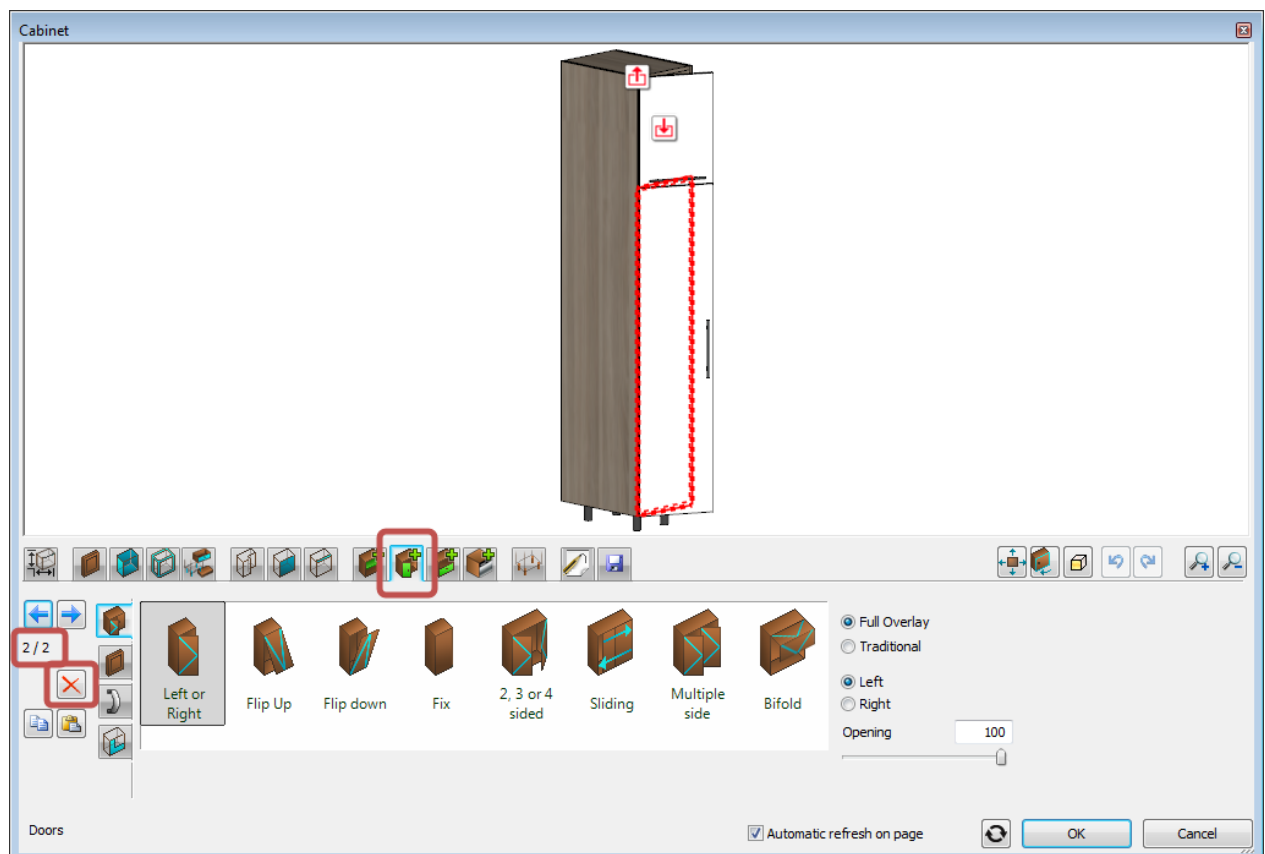 Cabinet
2 / 2
Left or
Right
Flip Up
Flip down
Fix
2, 3 or 4
sided
Sliding
Multiple
side
Bifold
Full Overlay
Traditional
Left
Right
Opening 100
Doors
Automatic refresh on page
OK
Cancel